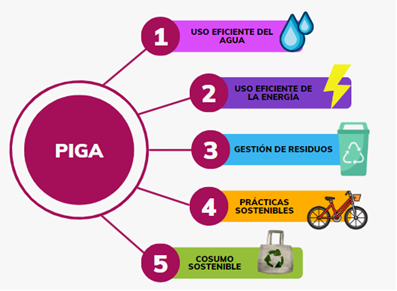 PIGA
1
USO EFICIENTE DEL
AGUA
2
USO EFICIENTE DE
LA ENERGIA
3
GESTIÓN DE RESIDUOS
4
PRÁCTICAS
SOSTENIBLES
5
COSUMO
SOSTENIBLE